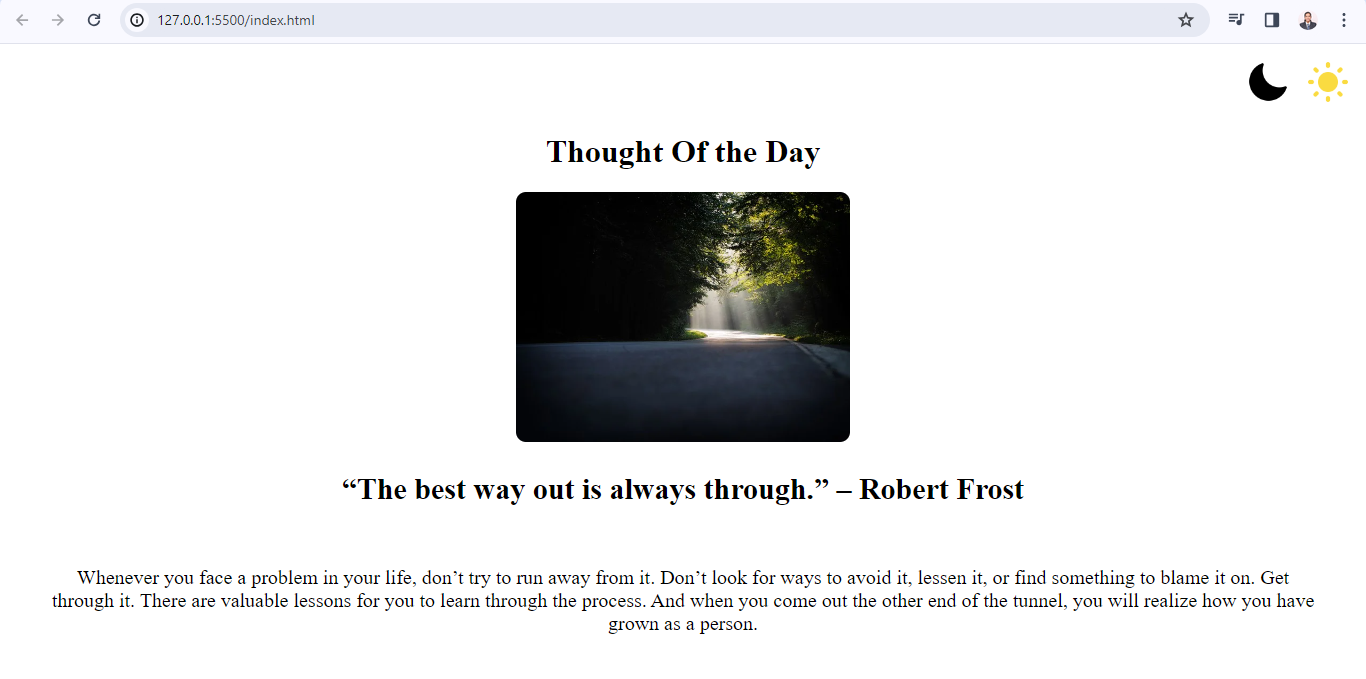 127.0.0.1:5500/index.html
Thought Of the Day
“The best way out is always through.” – Robert Frost
Whenever you face a problem in your life, don’t try to run away from it. Don’t look for ways to avoid it, lessen it, or find something to blame it on. Get
through it. There are valuable lessons for you to learn through the process. And when you come out the other end of the tunnel, you will realize how you have
grown as a person.